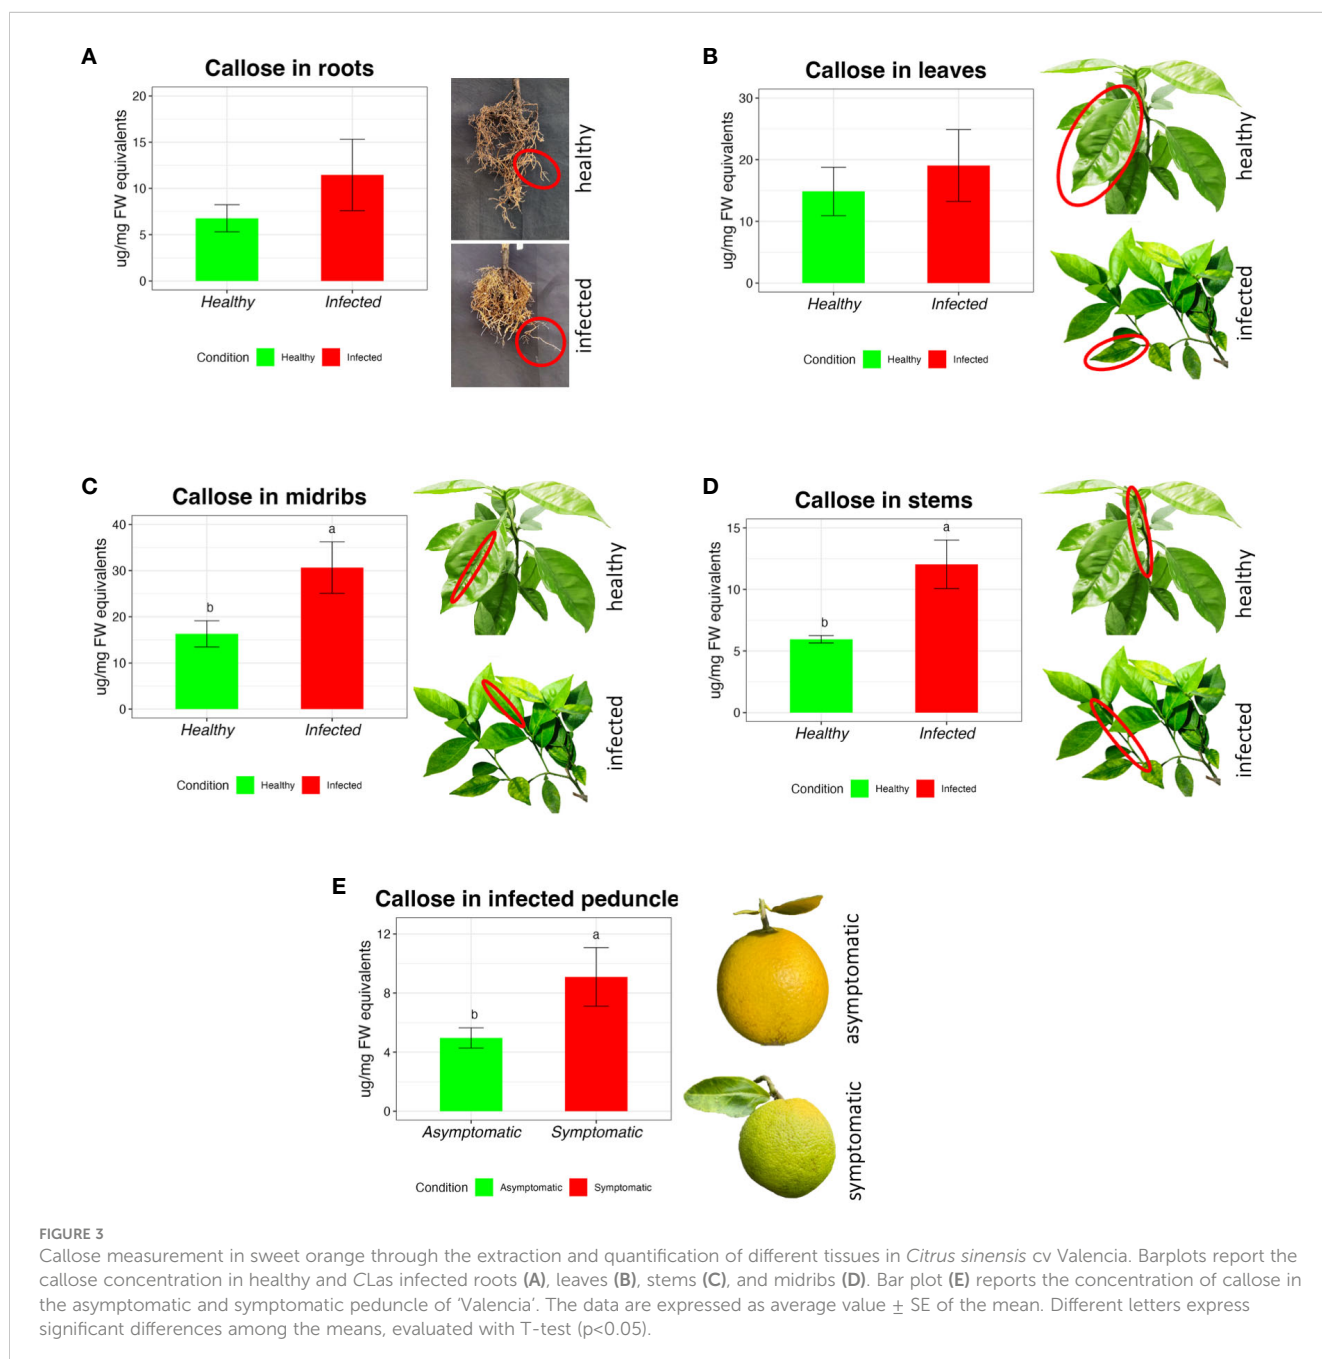 A
Callose in roots
ug/mg FW equivalents
20
15
10
5
0
Healthy
Infected
Condition Healthy Infected
healthy
infected
B
Callose in leaves
ug/mg FW equivalents
30
20
10
0
Healthy
Infected
Condition Healthy Infected
healthy
infected
C
Callose in midribs
ug/mg FW equivalents
40
30
20
10
0
b
a
Healthy
Infected
Condition Healthy Infected
healthy
infected
D
Callose in stems
ug/mg FW equivalents
15
10
5
0
b
a
Healthy
Infected
Condition Healthy Infected
healthy
infected
E
Callose in infected peduncle
ug/mg FW equivalents
12
8
4
0
b
a
Asymptomatic
Symptomatic
Condition Asymptomatic Symptomatic
asymptomatic
symptomatic
FIGURE 3
Callose measurement in sweet orange through the extraction and quantification of different tissues in Citrus sinensis cv Valencia. Barplots report the
callose concentration in healthy and CLas infected roots (A), leaves (B), stems (C), and midribs (D). Bar plot (E) reports the concentration of callose in
the asymptomatic and symptomatic peduncle of ‘Valencia’. The data are expressed as average value ± SE of the mean. Different letters express
significant differences among the means, evaluated with T-test (p<0.05).